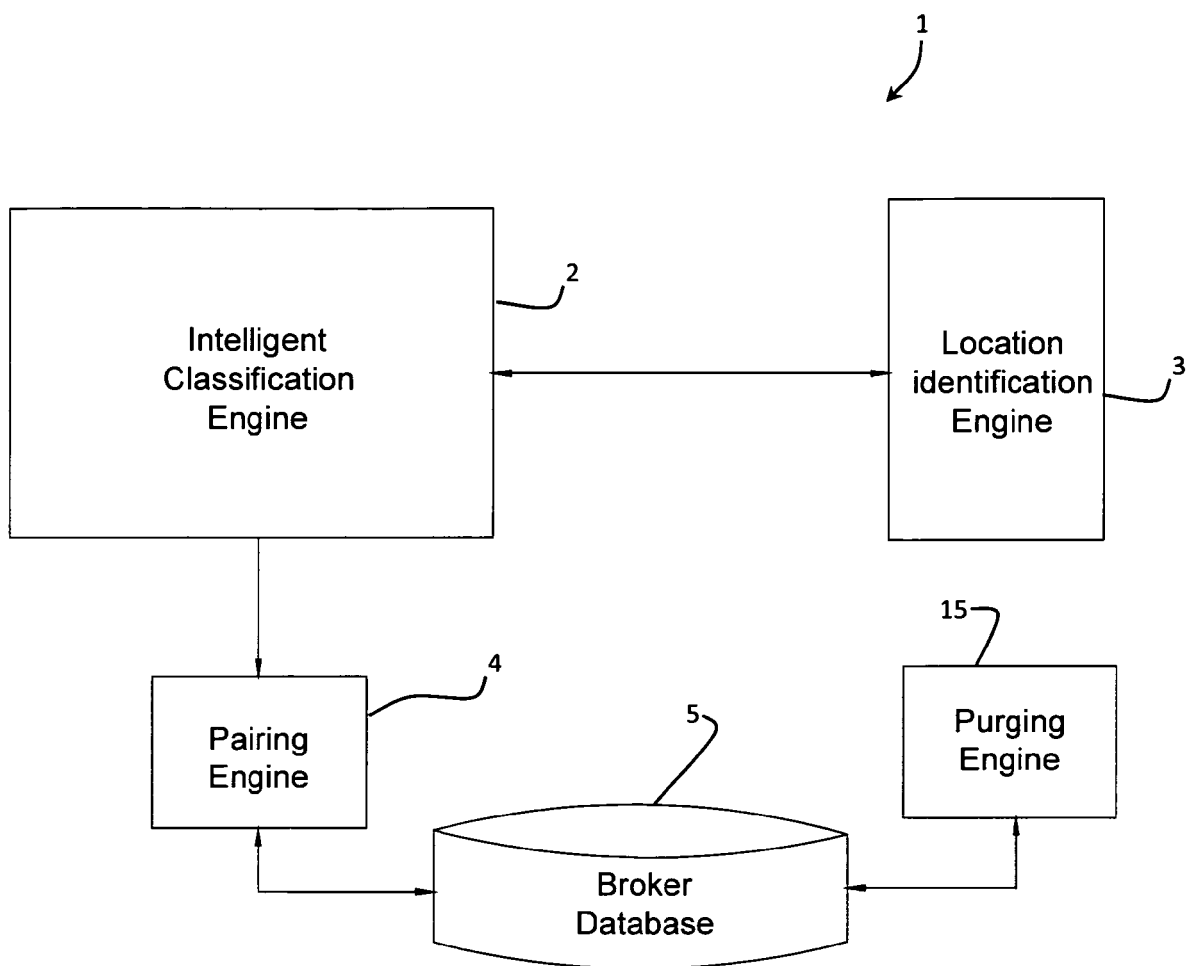 1
2
Intelligent
Classification
Engine
Location
identification
Engine
3
15
4
Pairing
Engine
5
Purging
Engine
Broker
Database